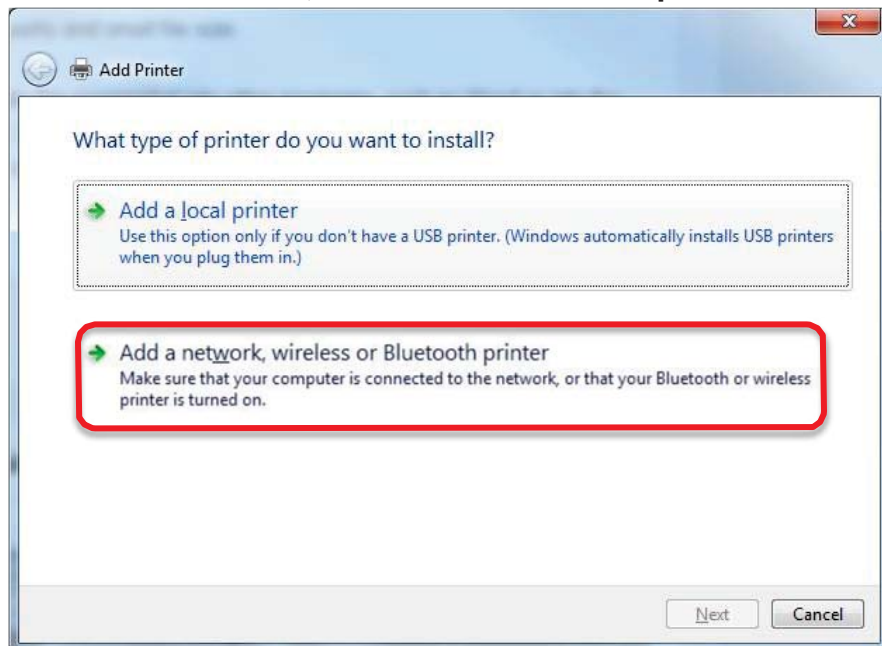 Add Printer
What type of printer do you want to install?
Add a local printer
Use this option only if you don't have a USB printer. (Windows automatically installs USB printers
when you plug them in.)
Add a network, wireless or Bluetooth printer
Make sure that your computer is connected to the network, or that your Bluetooth or wireless
printer is turned on.
Next
Cancel